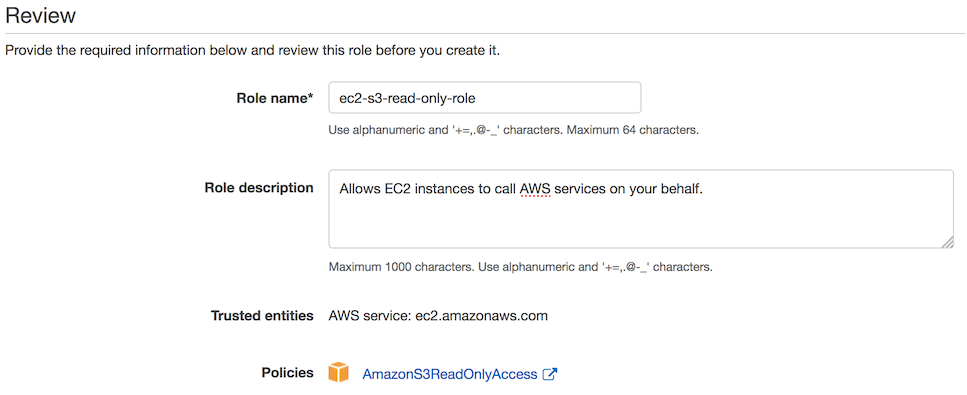 Review
Provide the required information below and review this role before you create it.
Role name* ec2-s3-read-only-role
Use alphanumeric and '+=,.@-_' characters. Maximum 64 characters.
Role description Allows EC2 instances to call AWS services on your behalf.
Maximum 1000 characters. Use alphanumeric and '+=,.@-_' characters.
Trusted entities AWS service: ec2.amazonaws.com
Policies AmazonS3ReadOnlyAccess